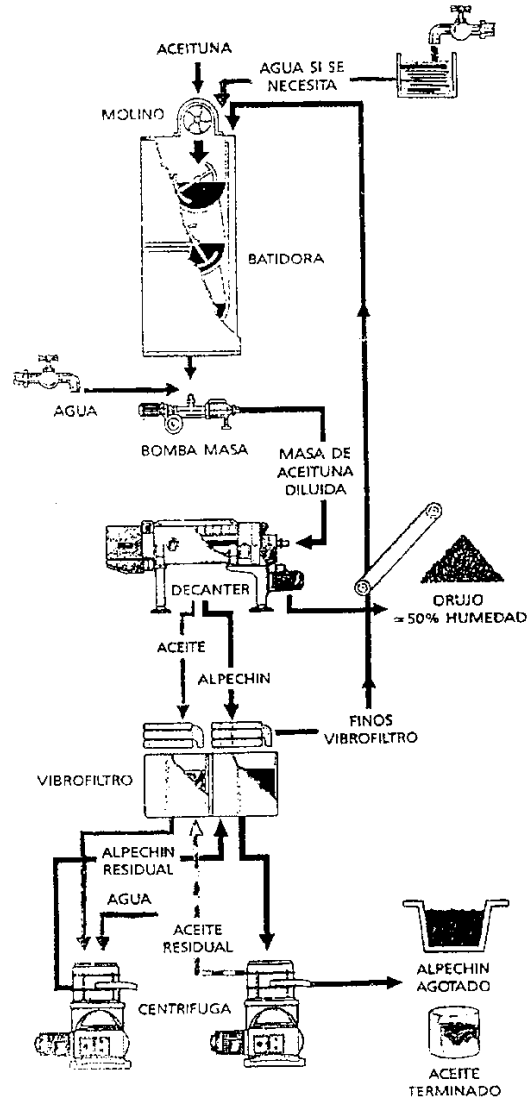 ACEITUNA
AGUA SI SE
NECESITA
MOLINO
BATIDORA
AGUA
BOMBA MASA
MASA DE
ACEITUNA
DILUIDA
DECANTER
ORUJO
≃50% HUMEDAD
ACEITE
ALPECHIN
FINOS
VIBROFILTRO
VIBROFILTRO
ALPECHIN
RESIDUAL
AGUA
ACEITE
RESIDUAL
CENTRIFUGA
ALPECHIN
AGOTADO
ACEITE
TERMINADO